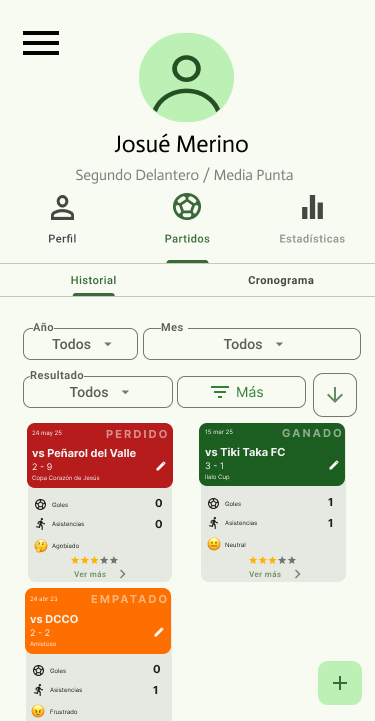 Josué Merino
Segundo Delantero / Media Punta
Perfil
Partidos
Estadísticas
Historial
Cronograma
Año
Todos
Mes
Todos
Resultado
Todos
Más
24 may 25
PERDIDO
vs Peñarol del Valle
2 - 9
Copa Corazón de Jesús
Goles
0
Asistencias
0
Agobiado
Ver más
15 mar 25
GANADO
vs Tiki Taka FC
3 - 1
Ilalo Cup
Goles
1
Asistencias
1
Neutral
Ver más
24 abr 23
EMPATADO
vs DCCO
2 - 2
Amistoso
Goles
0
Asistencias
1
Frustrado